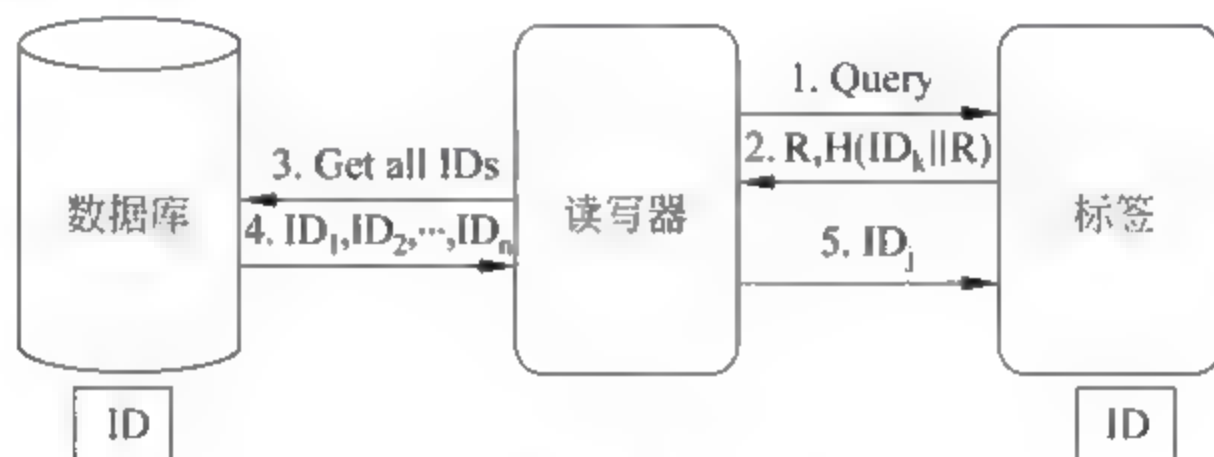 1. Query
2. R,H(ID_k||R)
3. Get all IDs
数据库
读写器
标签
4. ID_1,ID_2,···,ID_n
5. ID_j
ID
ID